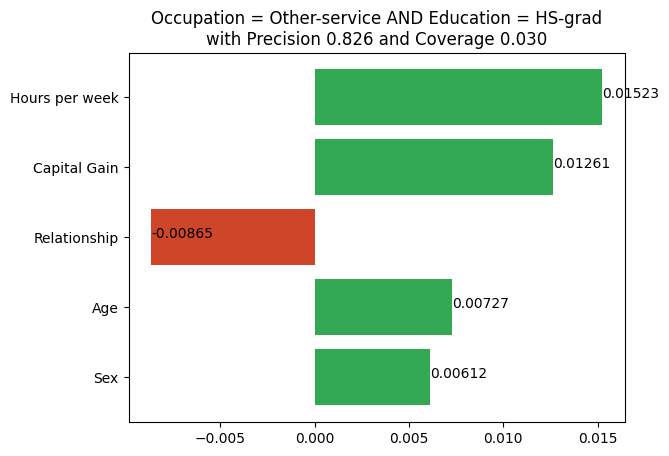 Occupation = Other-service AND Education = HS-grad
with Precision 0.826 and Coverage 0.030
Hours per week
0.01523
Capital Gain
0.01261
Relationship
-0.00865
Age
0.00727
Sex
0.00612
−0.005
0.000
0.005
0.010
0.015